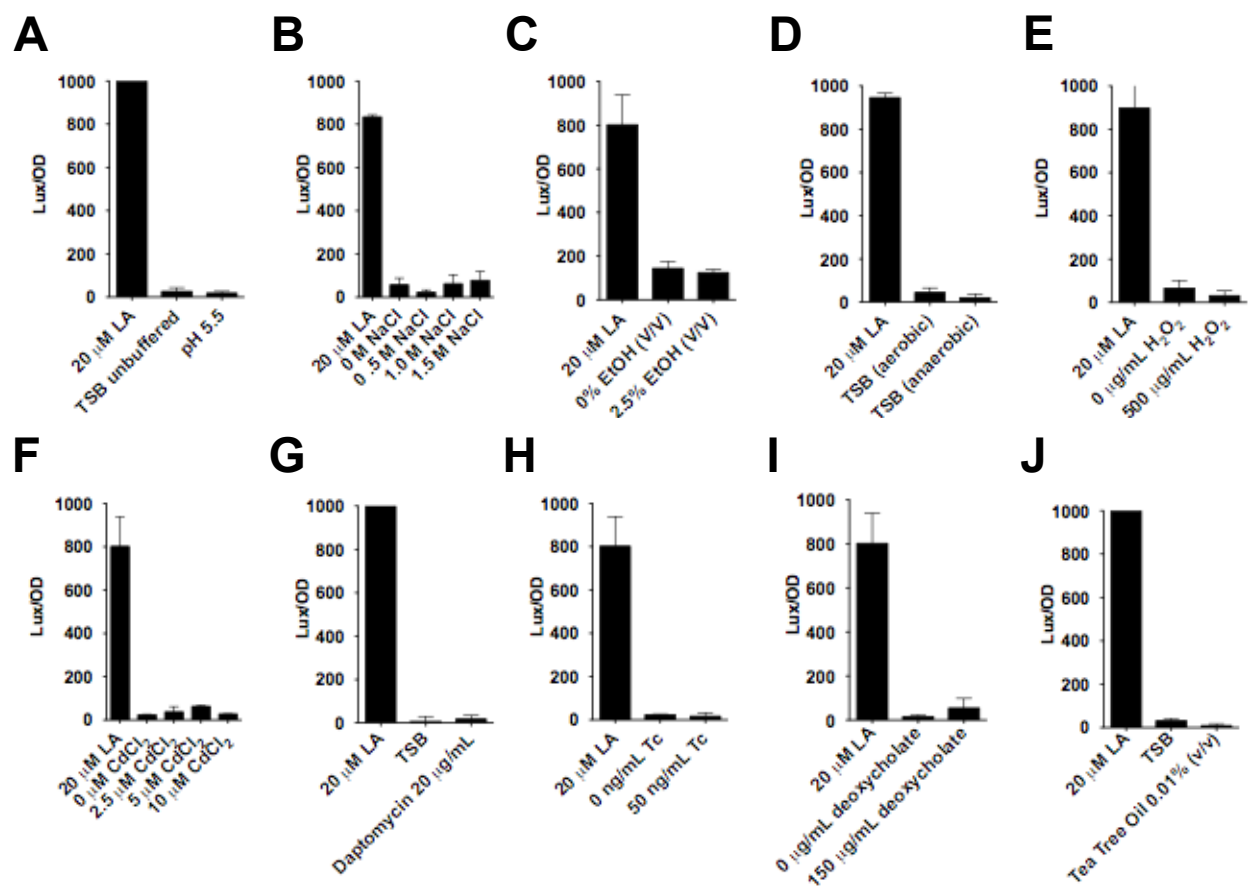 A
1000
800
600
400
200
0
Lux/OD
20 μM LA
TSB unbuffered
pH 5.5
B
1000
800
600
400
200
0
Lux/OD
20 μM LA
0 M NaCl
0 .5 M NaCl
1.0 M NaCl
1.5 M NaCl
C
1000
800
600
400
200
0
Lux/OD
20 μM LA
0% EtOH (V/V)
2.5% EtOH (V/V)
D
1000
800
600
400
200
0
Lux/OD
20 μM LA
TSB (aerobic)
TSB (anaerobic)
E
1000
800
600
400
200
0
Lux/OD
20 μM LA
0 μg/mL H₂O₂
500 μg/mL H₂O₂
F
1000
800
600
400
200
0
Lux/OD
20 μM LA
0 μM CdCl₂
2.5 μM CdCl₂
5 μM CdCl₂
10 μM CdCl₂
G
1000
800
600
400
200
0
Lux/OD
20 μM LA
TSB
Daptomycin 20 μg/mL
H
1000
800
600
400
200
0
Lux/OD
20 μM LA
0 ng/mL Tc
50 ng/mL Tc
I
1000
800
600
400
200
0
Lux/OD
20 μM LA
0 μg/mL deoxycholate
150 μg/mL deoxycholate
J
1000
800
600
400
200
0
Lux/OD
20 μM LA
TSB
Tea Tree Oil 0.01% (v/v)